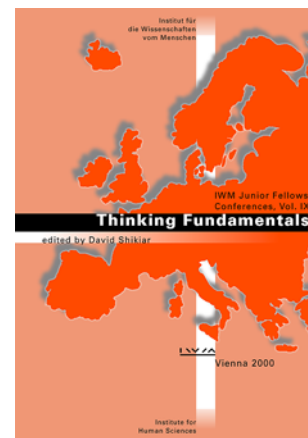 Institut für
die Wissenschaften
vom Menschen
IWM Junior Fellows
Conferences, Vol. IX
Thinking Fundamentals
edited by David Shikiar
IWM
Vienna 2000
Institute for
Human Sciences